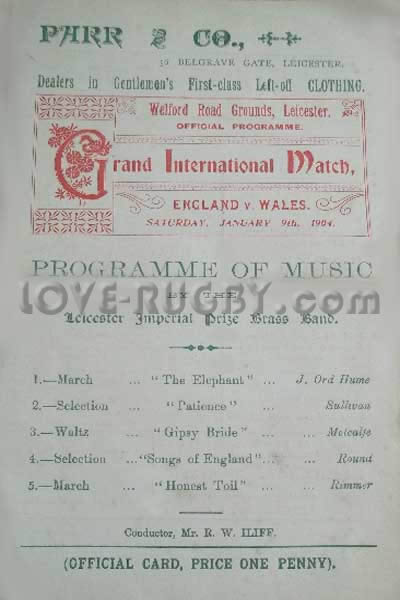 PARR & CO.,
50 BELGRAVE GATE, LEICESTER.
Dealers in Gentlemen's First-class Left-off CLOTHING.
Welford Road Grounds, Leicester.
OFFICIAL PROGRAMME.
Grand International Match,
ENGLAND v. WALES.
SATURDAY, JANUARY 9th, 1904.
PROGRAMME OF MUSIC
BY THE
LOVE-RUGBY.com
Leicester Imperial Prize Brass Band.
1.—March ... "The Elephant" ... J. Ord Hume
2.—Selection ... "Patience" ... Sullivan
3.—Waltz ... "Gipsy Bride" ... Metcalfe
4.—Selection ... "Songs of England" ... ... Round
5.—March ... "Honest Toil" ... ... Rimmer
Conductor, Mr. R. W. ILIFF.
(OFFICIAL CARD, PRICE ONE PENNY).